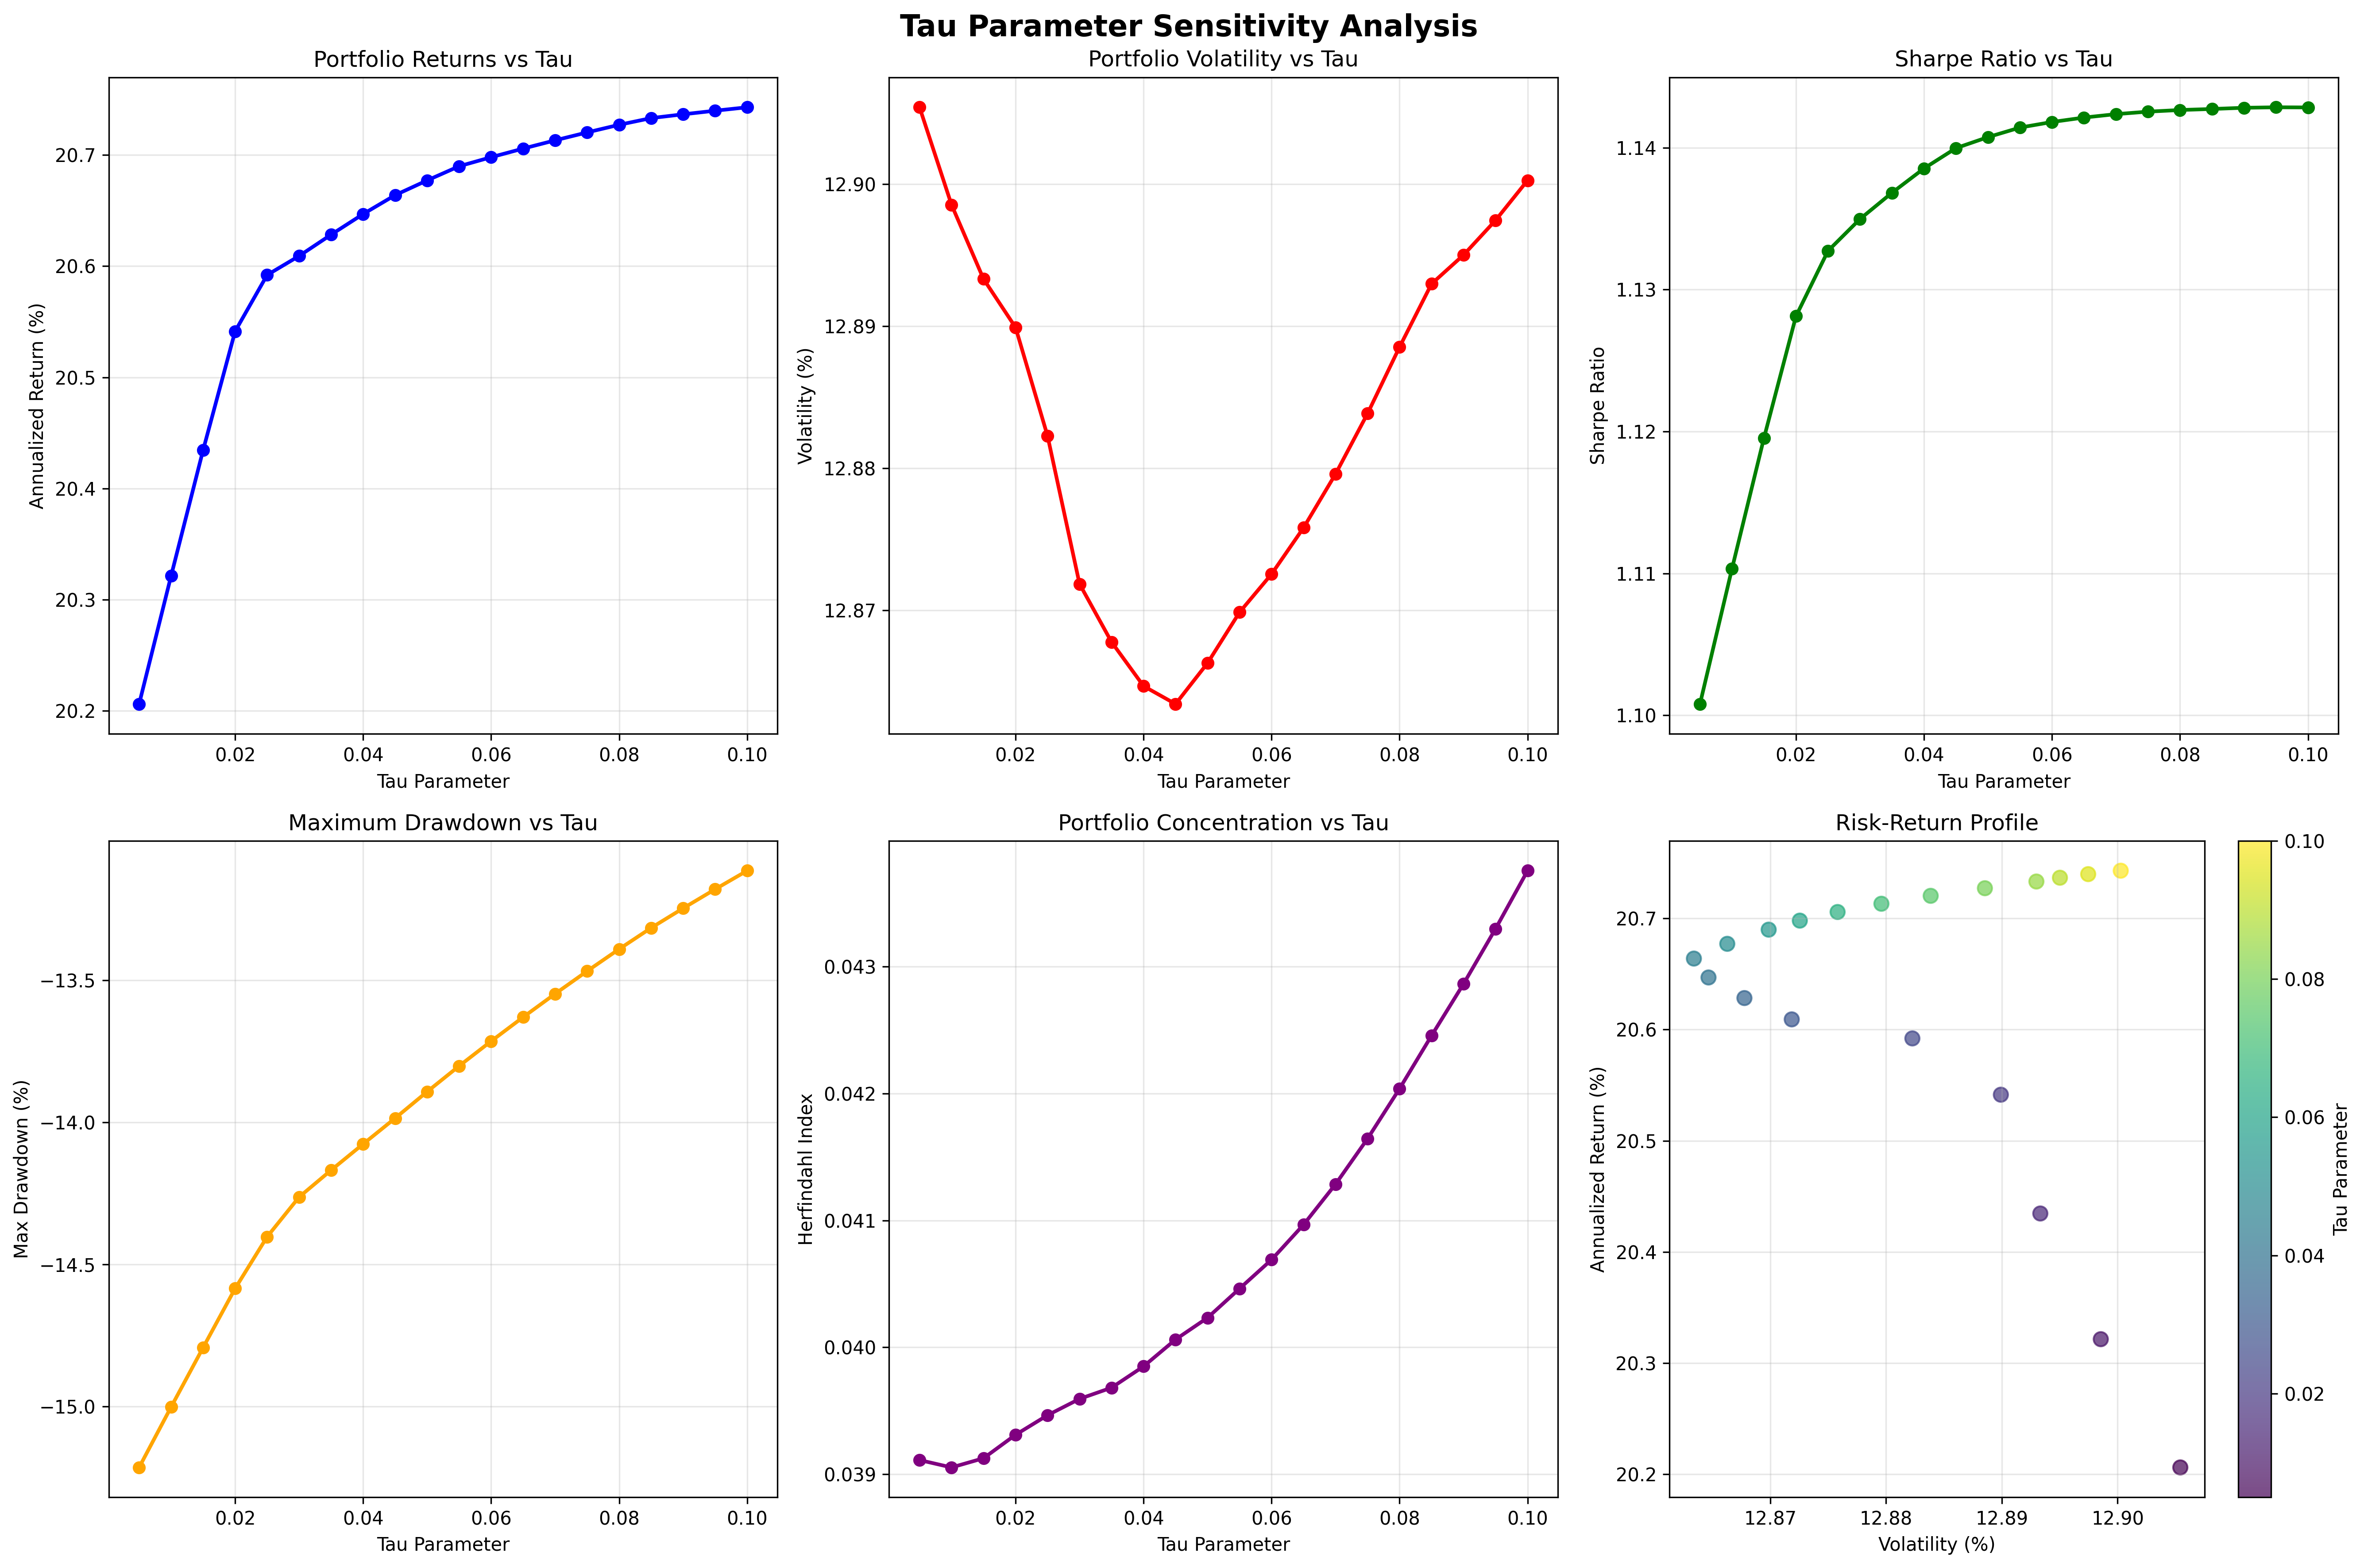 Tau Parameter Sensitivity Analysis
Portfolio Returns vs Tau
Annualized Return (%)
20.7
20.6
20.5
20.4
20.3
20.2
0.02 0.04 0.06 0.08 0.10
Tau Parameter
Portfolio Volatility vs Tau
Volatility (%)
12.90
12.89
12.88
12.87
0.02 0.04 0.06 0.08 0.10
Tau Parameter
Sharpe Ratio vs Tau
Sharpe Ratio
1.14
1.13
1.12
1.11
1.10
0.02 0.04 0.06 0.08 0.10
Tau Parameter
Maximum Drawdown vs Tau
Max Drawdown (%)
−13.5
−14.0
−14.5
−15.0
0.02 0.04 0.06 0.08 0.10
Tau Parameter
Portfolio Concentration vs Tau
Herfindahl Index
0.043
0.042
0.041
0.040
0.039
0.02 0.04 0.06 0.08 0.10
Tau Parameter
Risk-Return Profile
Annualized Return (%)
20.7
20.6
20.5
20.4
20.3
20.2
12.87 12.88 12.89 12.90
Volatility (%)
0.10
0.08
0.06
0.04
0.02
Tau Parameter